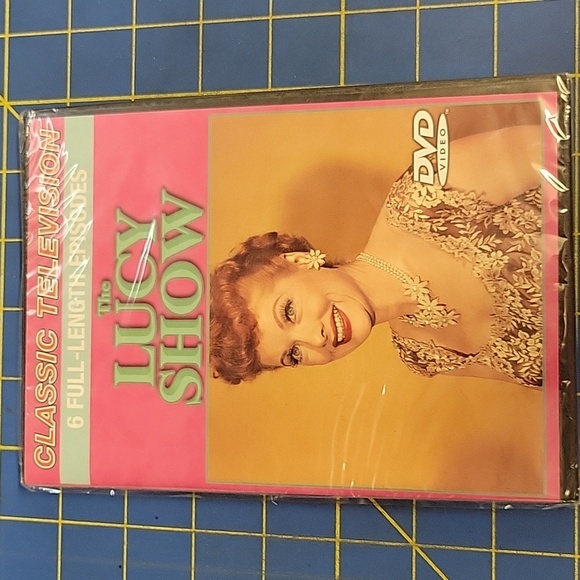 CLASSIC TELEVISION
6 FULL-LENGTH EPISODES
The
LUCY
SHOW
DVD
VIDEO